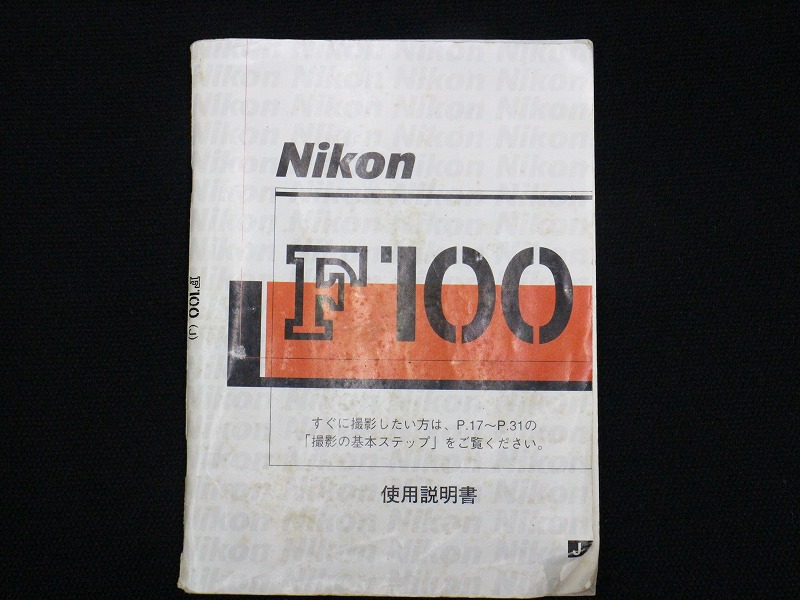 Nikon
F100
すぐに撮影したい方は、P.17～P.31の
「撮影の基本ステップ」をご覧ください。
使用説明書
J
F100 (J)